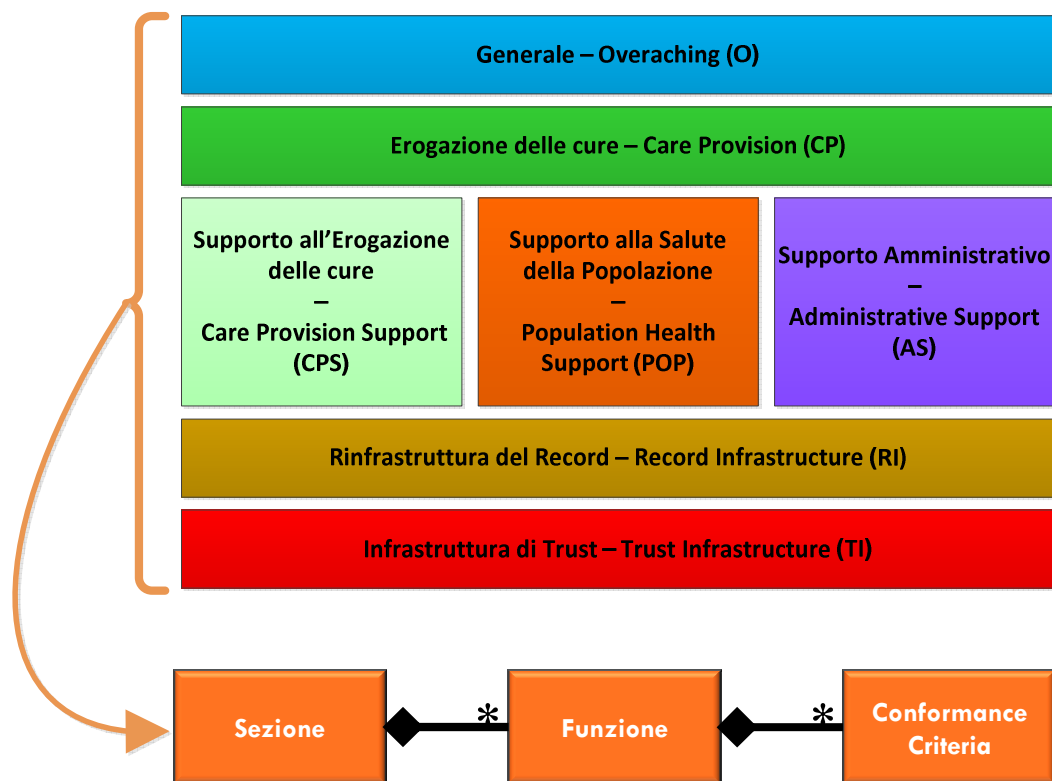 Generale – Overaching (O)
Erogazione delle cure – Care Provision (CP)
Supporto all'Erogazione
delle cure
–
Care Provision Support
(CPS)
Supporto alla Salute
della Popolazione
–
Population Health
Support (POP)
Supporto Amministrativo
–
Administrative Support
(AS)
Rinfrastruttura del Record – Record Infrastructure (RI)
Infrastruttura di Trust – Trust Infrastructure (TI)
Sezione
*
Funzione
*
Conformance
Criteria